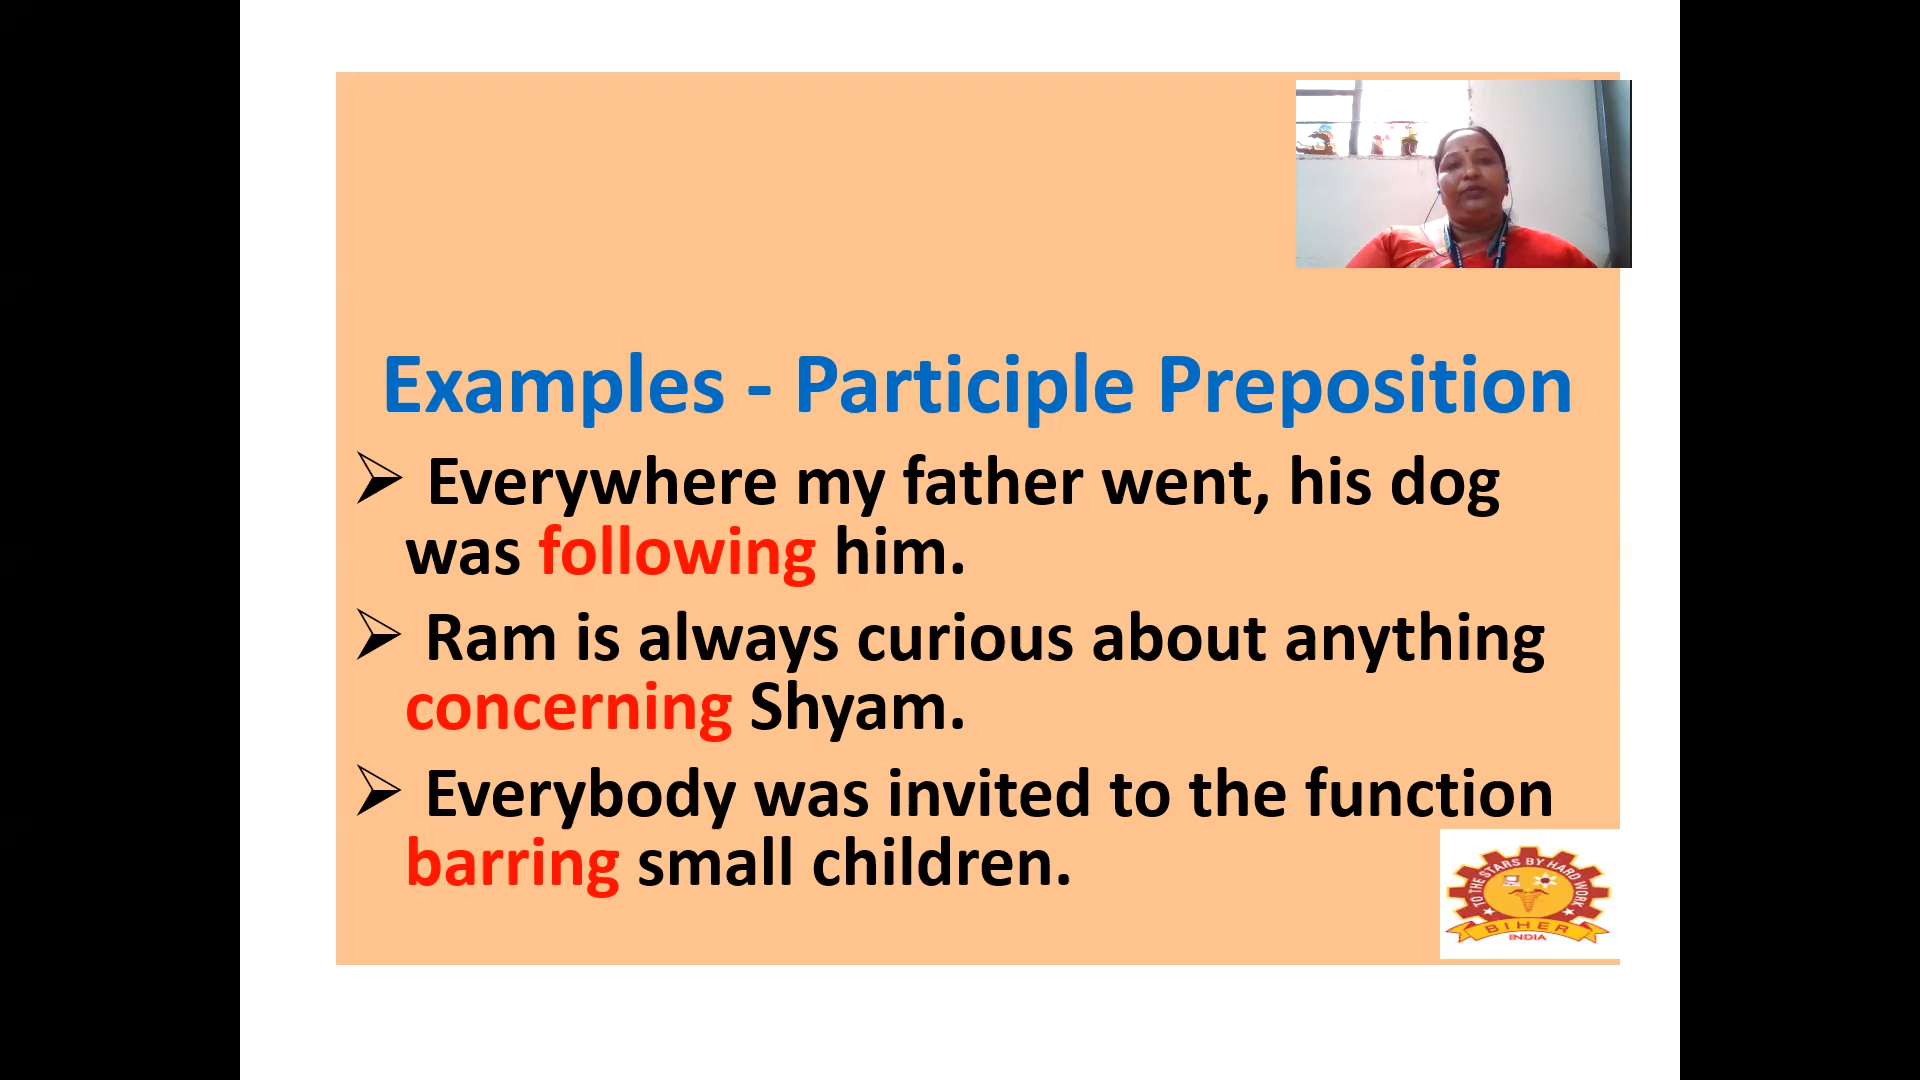 Examples - Participle Preposition
➢ Everywhere my father went, his dog
was following him.
➢ Ram is always curious about anything
concerning Shyam.
➢ Everybody was invited to the function
barring small children.
TO THE STARS BY HARD WORK
BIHER
INDIA